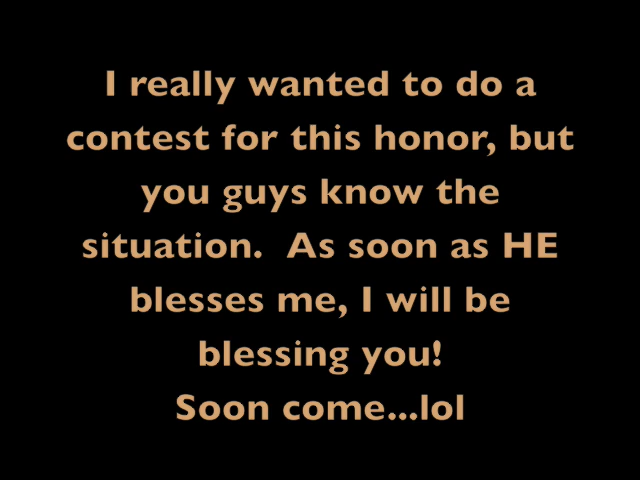 I really wanted to do a
contest for this honor, but
you guys know the
situation.  As soon as HE
blesses me, I will be
blessing you!
Soon come...lol